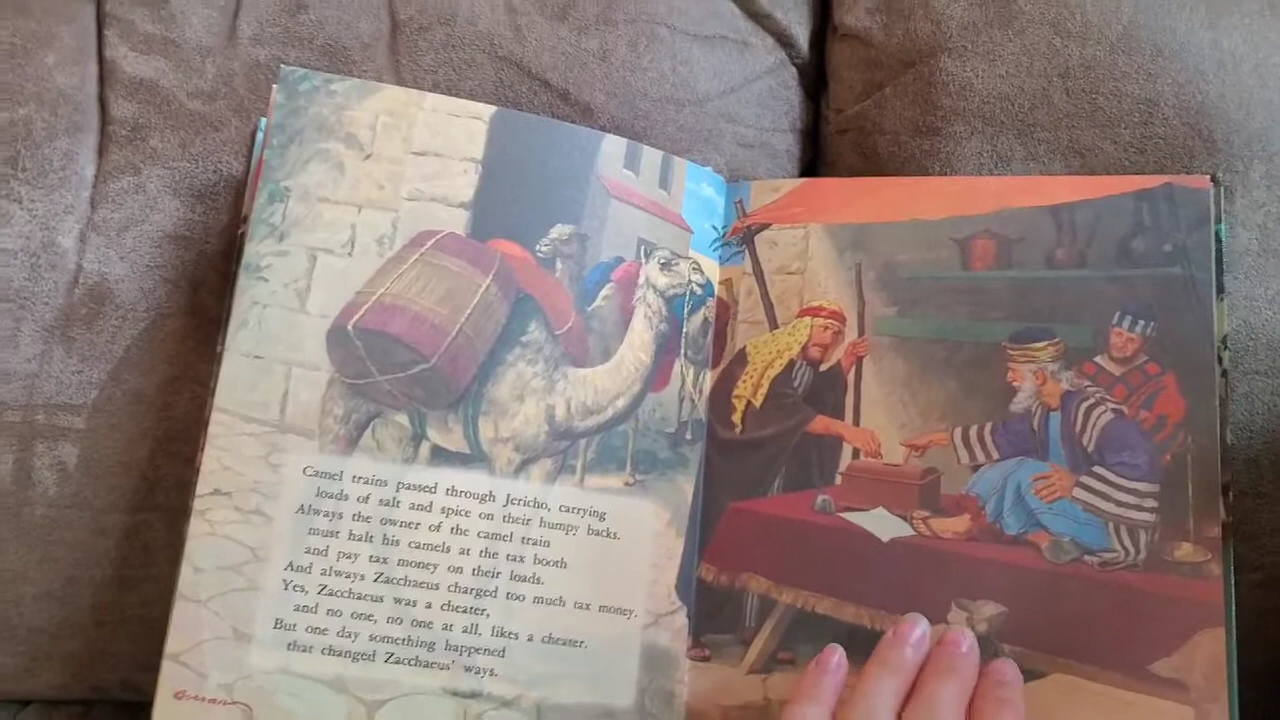 Camel trains passed through Jericho, carrying
loads of salt and spice on their humpy backs.
Always the owner of the camel train
must halt his camels at the tax booth
and pay tax money on their loads.
And always Zacchaeus charged too much tax money.
Yes, Zacchaeus was a cheater,
and no one, no one at all, likes a cheater.
But one day something happened
that changed Zacchaeus' ways.